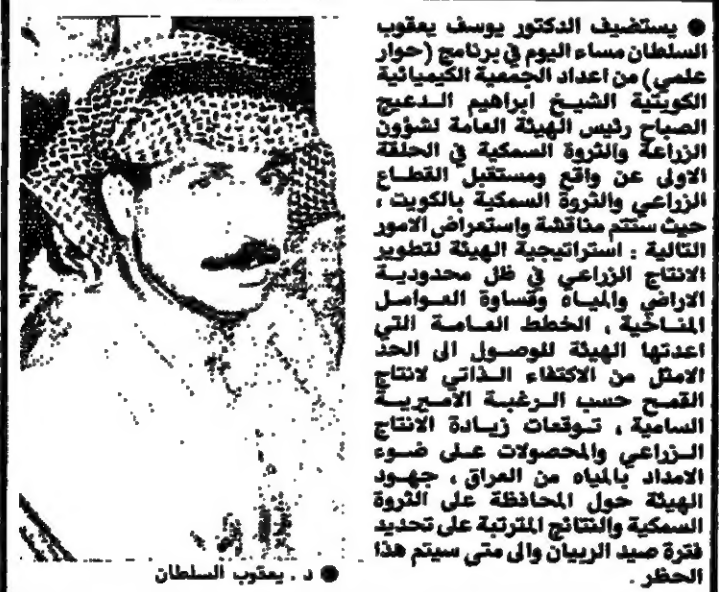 ● يستضيف الدكتور يوسف يعقوب
السلطان مساء اليوم في برنامج (حوار
علمي) من اعداد الجمعية الكيميائية
الكويتية الشيخ ابراهيم الدعيج
الصباح رئيس الهيئة العامة لشؤون
الزراعة والثروة السمكية في الحلقة
الاولى عن واقع ومستقبل القطاع
الزراعي والثروة السمكية بالكويت ،
حيث ستتم مناقشة واستعراض الامور
التالية : استراتيجية الهيئة لتطوير
الانتاج الزراعي في ظل محدودية
الاراضي والمياه وقساوة العوامل
المناخية ، الخطط العامة التي
اعدتها الهيئة للوصول الى الحد
الامثل من الاكتفاء الذاتي لانتاج
القمح حسب الرغبة الاميرية
السامية ، توقعات زيادة الانتاج
الزراعي والمحصولات على ضوء
الامداد بالمياه من العراق ، جهود
الهيئة حول المحافظة على الثروة
السمكية والنتائج المترتبة على تحديد
فترة صيد الربيان والى متى سيتم هذا
الحظر .
● د . يعقوب السلطان